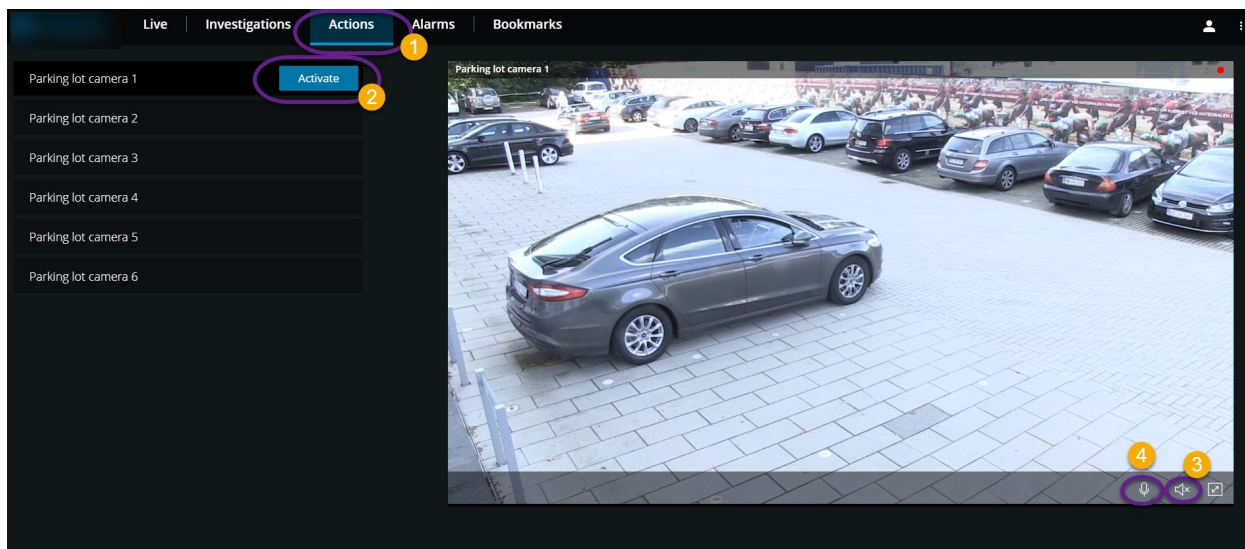 Live Investigations Actions Alarms Bookmarks
1
Parking lot camera 1 Activate
2
Parking lot camera 2
Parking lot camera 3
Parking lot camera 4
Parking lot camera 5
Parking lot camera 6
Parking lot camera 1
4
3